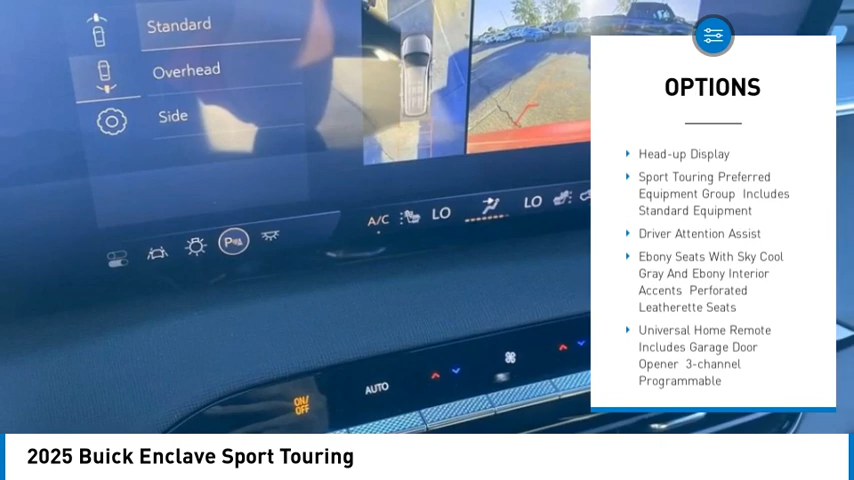 Standard
Overhead
Side
A/C
LO
LO
P
ON/
OFF
AUTO
OPTIONS
Head-up Display
Sport Touring Preferred
Equipment Group Includes
Standard Equipment
Driver Attention Assist
Ebony Seats With Sky Cool
Gray And Ebony Interior
Accents Perforated
Leatherette Seats
Universal Home Remote
Includes Garage Door
Opener 3-channel
Programmable
2025 Buick Enclave Sport Touring